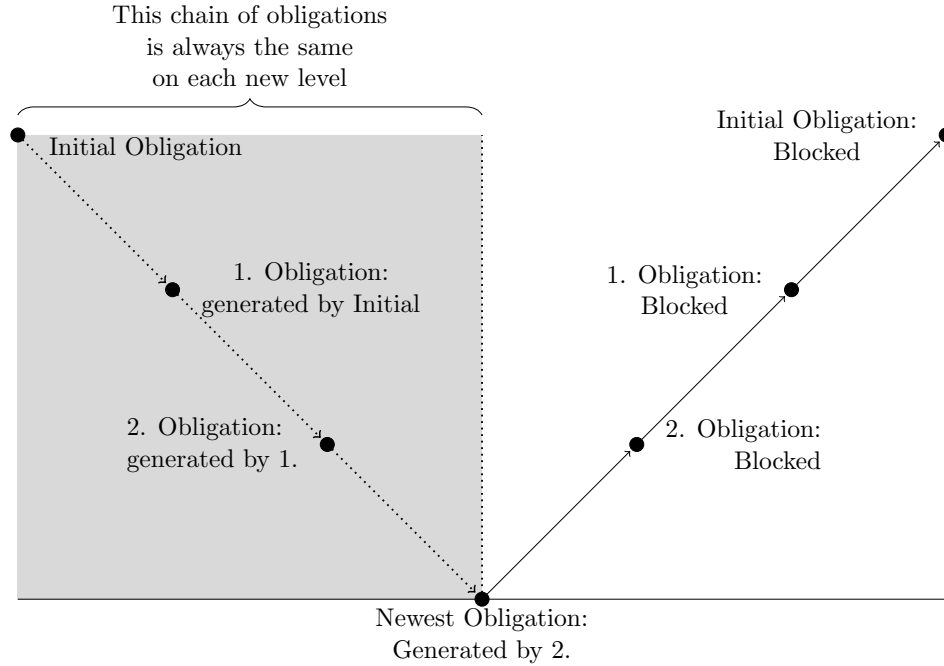 This chain of obligations
is always the same
on each new level
Initial Obligation
Initial Obligation:
Blocked
1. Obligation:
generated by Initial
1. Obligation:
Blocked
2. Obligation:
generated by 1.
2. Obligation:
Blocked
Newest Obligation:
Generated by 2.